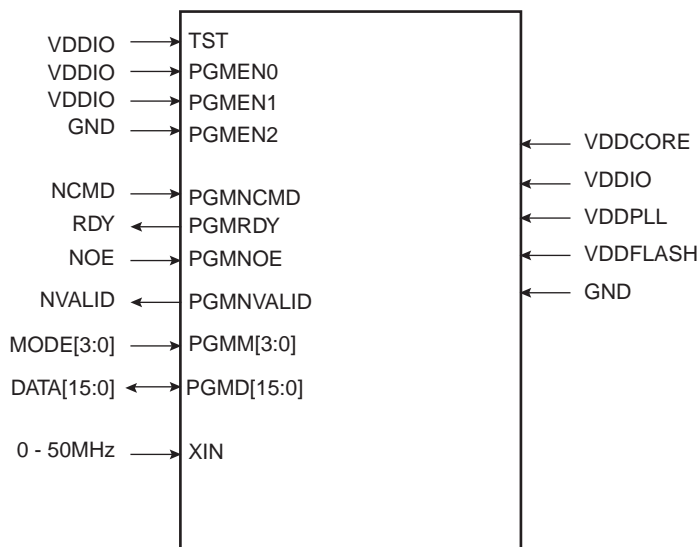 VDDIO TST
VDDIO PGMEN0
VDDIO PGMEN1
GND PGMEN2
VDDCORE
NCMD PGMNCMD
VDDIO
RDY PGMRDY
VDDPLL
NOE PGMNOE
VDDFLASH
NVALID PGMNVALID
GND
MODE[3:0] PGMM[3:0]
DATA[15:0] PGMD[15:0]
0 - 50MHz XIN